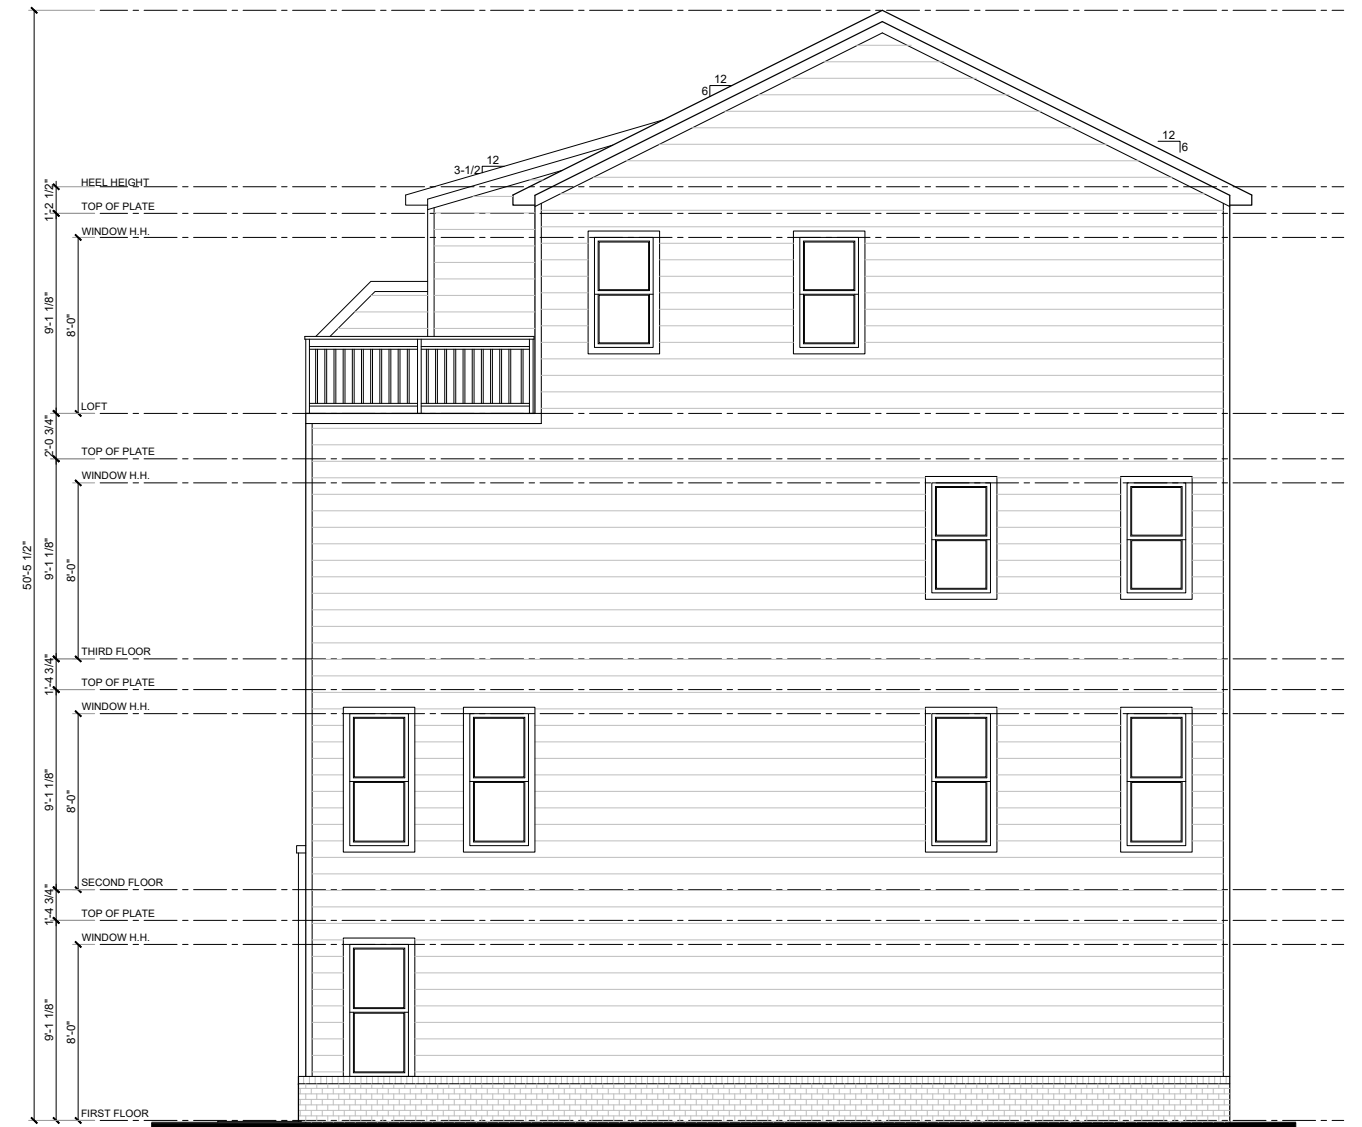 12
6
12
6
12
3-1/2
HEEL HEIGHT
1'-2 1/2"
TOP OF PLATE
WINDOW H.H.
9'-1 1/8"
8'-0"
LOFT
2'-0 3/4"
TOP OF PLATE
WINDOW H.H.
50'-5 1/2"
9'-1 1/8"
8'-0"
THIRD FLOOR
1'-4 3/4"
TOP OF PLATE
WINDOW H.H.
9'-1 1/8"
8'-0"
SECOND FLOOR
1'-4 3/4"
TOP OF PLATE
WINDOW H.H.
9'-1 1/8"
8'-0"
FIRST FLOOR